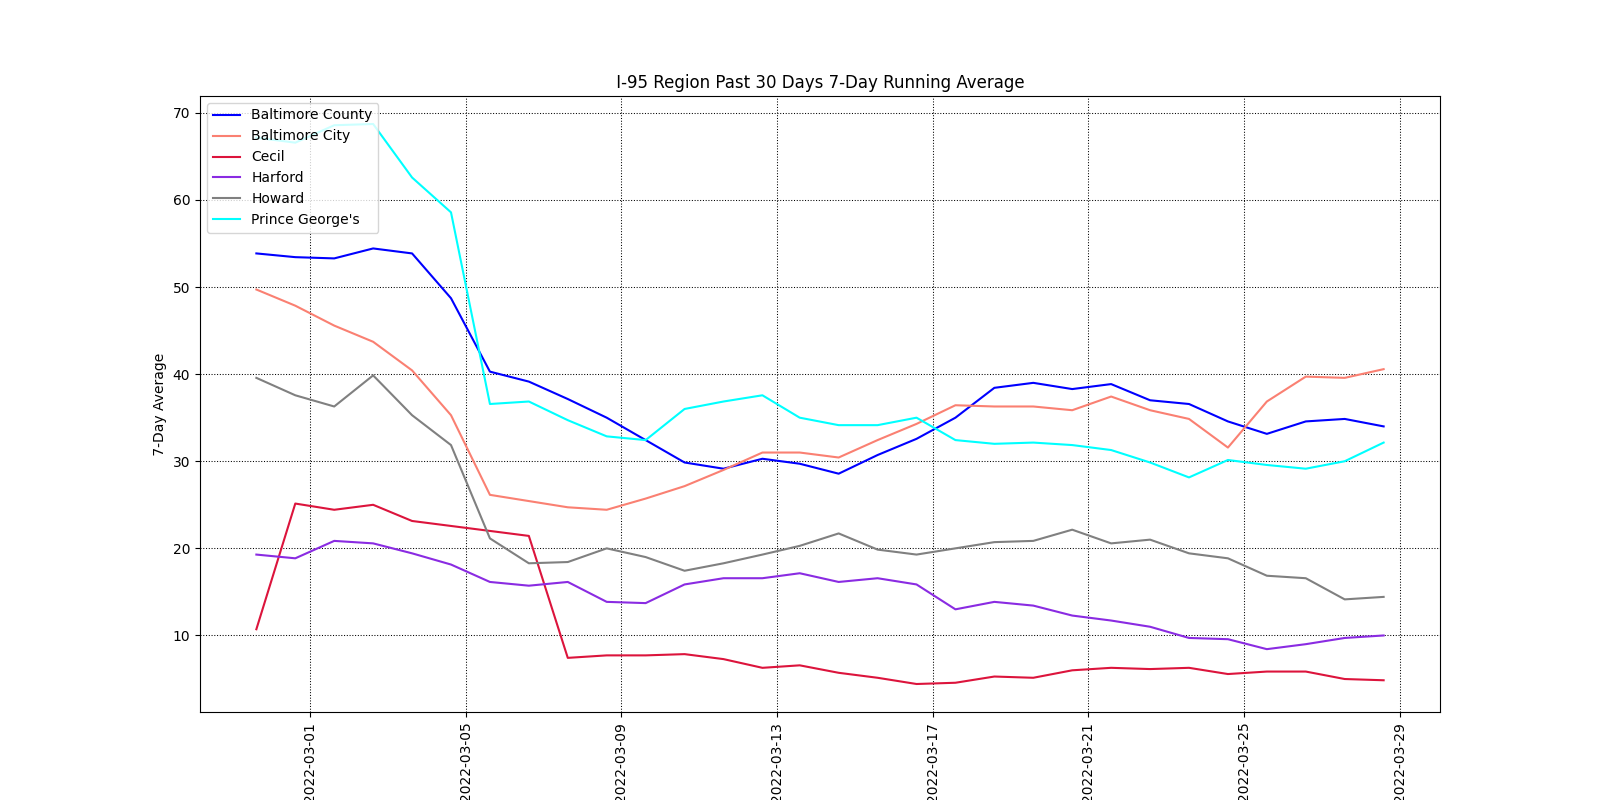 I-95 Region Past 30 Days 7-Day Running Average
Baltimore County
Baltimore City
Cecil
Harford
Howard
Prince George's
7-Day Average
70
60
50
40
30
20
10
2022-03-01
2022-03-05
2022-03-09
2022-03-13
2022-03-17
2022-03-21
2022-03-25
2022-03-29